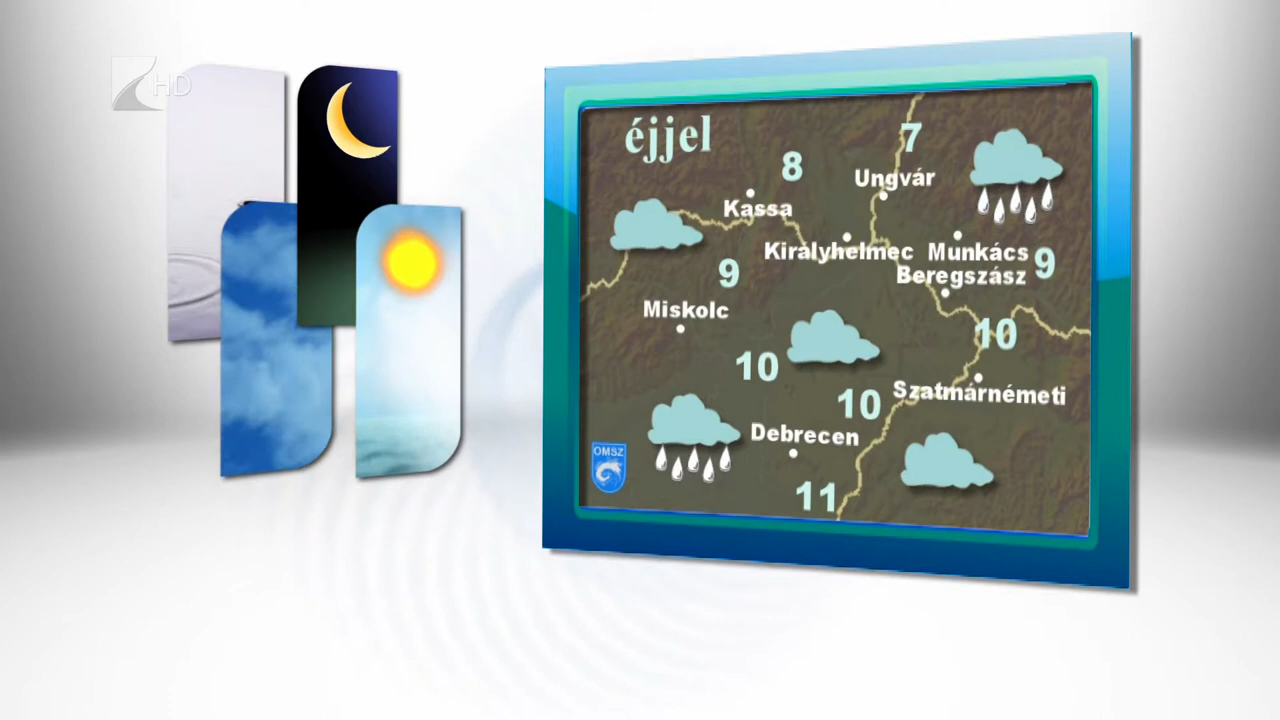 HD
éjjel
7
8
Ungvár
Kassa
Királyhelmec
Munkács
9
Beregszász
9
Miskolc
10
10
10
Szatmárnémeti
Debrecen
OMSZ
11